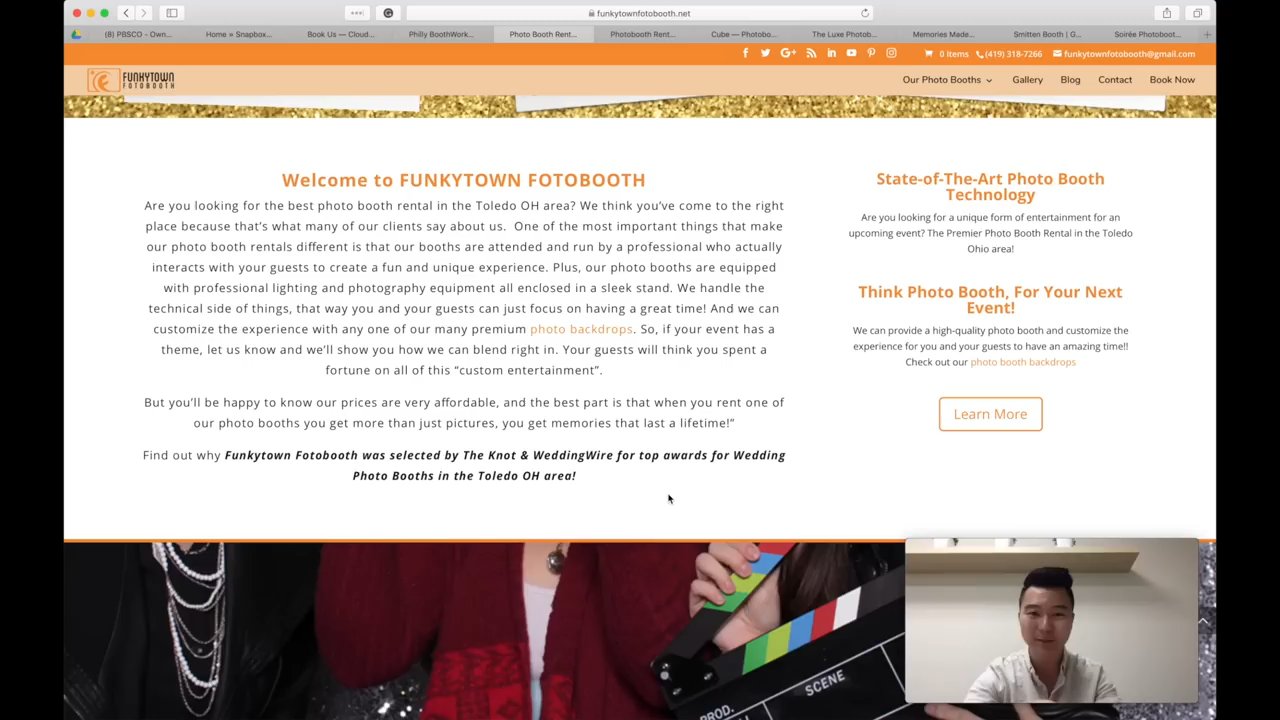 funkytownfotobooth.net
(8) PBSCO - Own...
Home » Snapbox...
Book Us — Cloud...
Philly BoothWork...
Photo Booth Rent...
Photobooth Rent...
Cube — Photobo...
The Luxe Photob...
Memories Made...
Smitten Booth | G...
Soirée Photoboot...
0 Items
(419) 318-7266
funkytownfotobooth@gmail.com
FUNKYTOWN
FOTOBOOTH
Our Photo Booths
Gallery
Blog
Contact
Book Now
Welcome to FUNKYTOWN FOTOBOOTH
Are you looking for the best photo booth rental in the Toledo OH area? We think you've come to the right
place because that's what many of our clients say about us. One of the most important things that make
our photo booth rentals different is that our booths are attended and run by a professional who actually
interacts with your guests to create a fun and unique experience. Plus, our photo booths are equipped
with professional lighting and photography equipment all enclosed in a sleek stand. We handle the
technical side of things, that way you and your guests can just focus on having a great time! And we can
customize the experience with any one of our many premium photo backdrops. So, if your event has a
theme, let us know and we'll show you how we can blend right in. Your guests will think you spent a
fortune on all of this “custom entertainment”.
But you'll be happy to know our prices are very affordable, and the best part is that when you rent one of
our photo booths you get more than just pictures, you get memories that last a lifetime!”
Find out why Funkytown Fotobooth was selected by The Knot & WeddingWire for top awards for Wedding
Photo Booths in the Toledo OH area!
State-of-The-Art Photo Booth
Technology
Are you looking for a unique form of entertainment for an
upcoming event? The Premier Photo Booth Rental in the Toledo
Ohio area!
Think Photo Booth, For Your Next
Event!
We can provide a high-quality photo booth and customize the
experience for you and your guests to have an amazing time!!
Check out our photo booth backdrops
Learn More
SCENE
PROD.